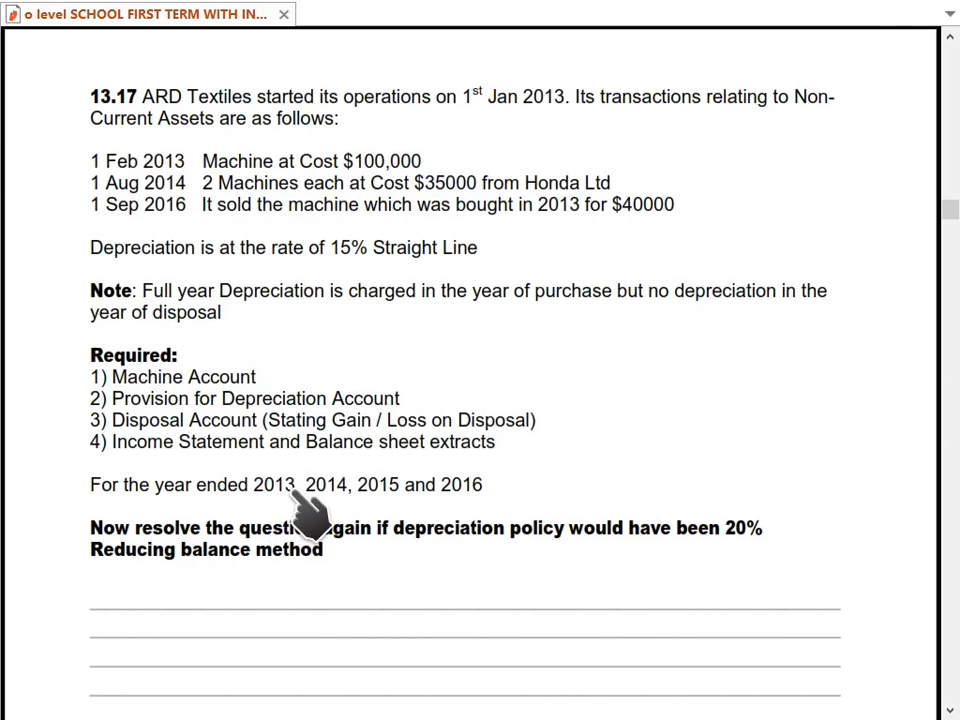 o level SCHOOL FIRST TERM WITH IN...
13.17 ARD Textiles started its operations on 1st Jan 2013. Its transactions relating to Non-
Current Assets are as follows:
1 Feb 2013 Machine at Cost $100,000
1 Aug 2014 2 Machines each at Cost $35000 from Honda Ltd
1 Sep 2016 It sold the machine which was bought in 2013 for $40000
Depreciation is at the rate of 15% Straight Line
Note: Full year Depreciation is charged in the year of purchase but no depreciation in the
year of disposal
Required:
1) Machine Account
2) Provision for Depreciation Account
3) Disposal Account (Stating Gain / Loss on Disposal)
4) Income Statement and Balance sheet extracts
For the year ended 2013, 2014, 2015 and 2016
Now resolve the question again if depreciation policy would have been 20%
Reducing balance method